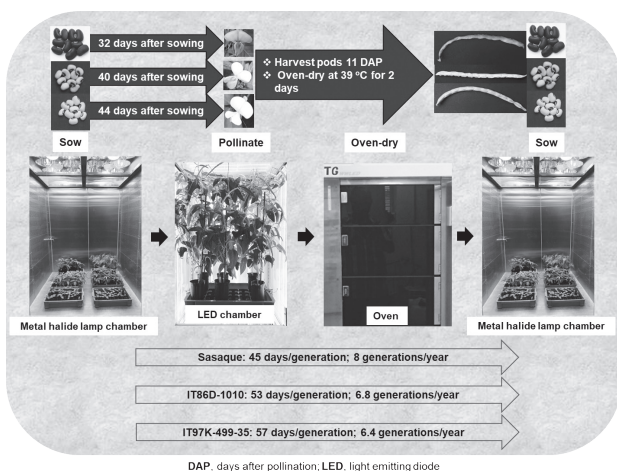 32 days after sowing
40 days after sowing
44 days after sowing
❖ Harvest pods 11 DAP
❖ Oven-dry at 39 ºC for 2
days
Sow
Pollinate
Oven-dry
Sow
TG
Metal halide lamp chamber
LED chamber
Oven
Metal halide lamp chamber
Sasaque: 45 days/generation; 8 generations/year
IT86D-1010: 53 days/generation; 6.8 generations/year
IT97K-499-35: 57 days/generation; 6.4 generations/year
DAP, days after pollination; LED, light emitting diode